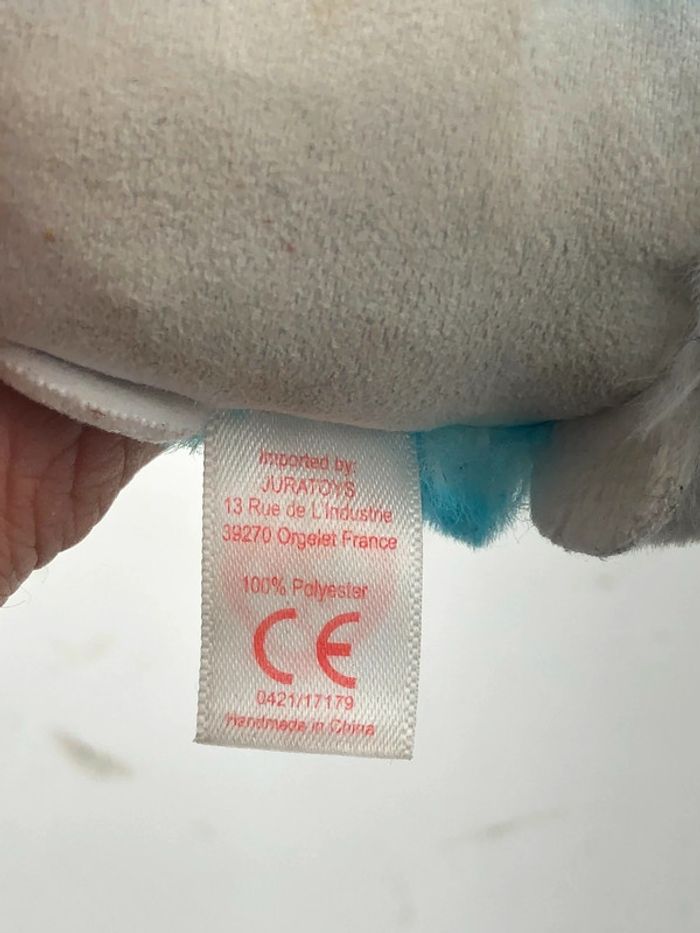 Imported by:
JURATOYS
13 Rue de L'Industrie
39270 Orgelet France
100% Polyester
CE
0421/17179
Handmade in China